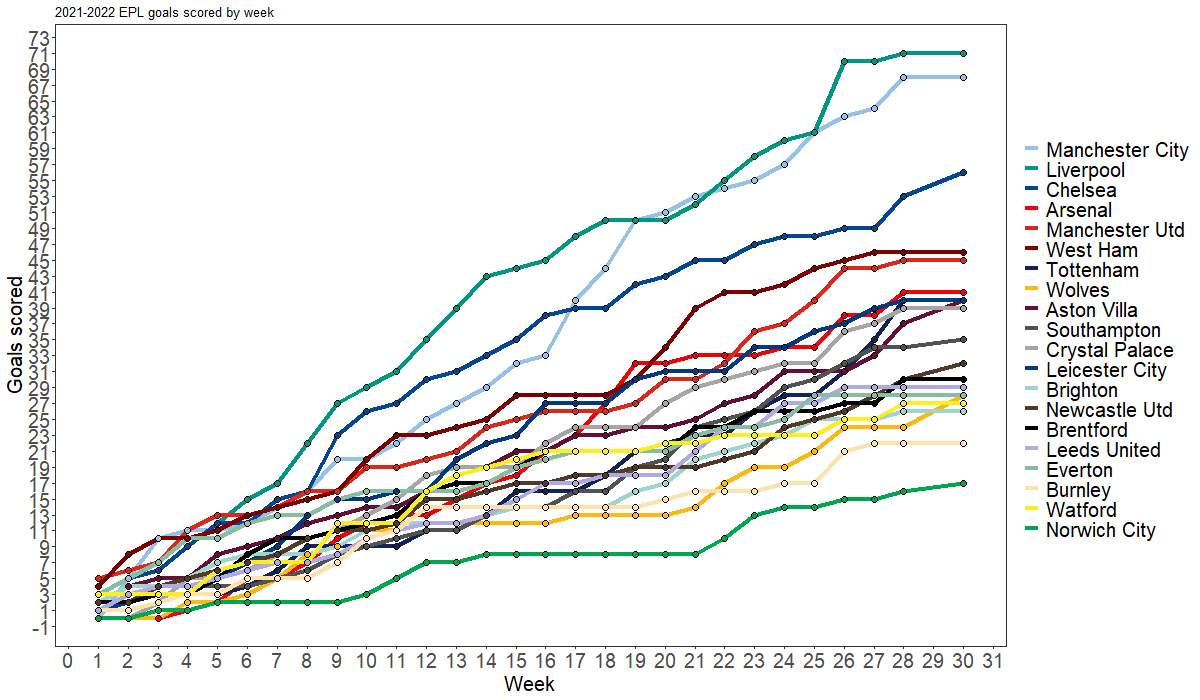 2021-2022 EPL goals scored by week
Goals scored
73
71
69
67
65
63
61
59
57
55
53
51
49
47
45
43
41
39
37
35
33
31
29
27
25
23
21
19
17
15
13
11
9
7
5
3
1
-1
0 1 2 3 4 5 6 7 8 9 10 11 12 13 14 15 16 17 18 19 20 21 22 23 24 25 26 27 28 29 30 31
Week
Manchester City
Liverpool
Chelsea
Arsenal
Manchester Utd
West Ham
Tottenham
Wolves
Aston Villa
Southampton
Crystal Palace
Leicester City
Brighton
Newcastle Utd
Brentford
Leeds United
Everton
Burnley
Watford
Norwich City